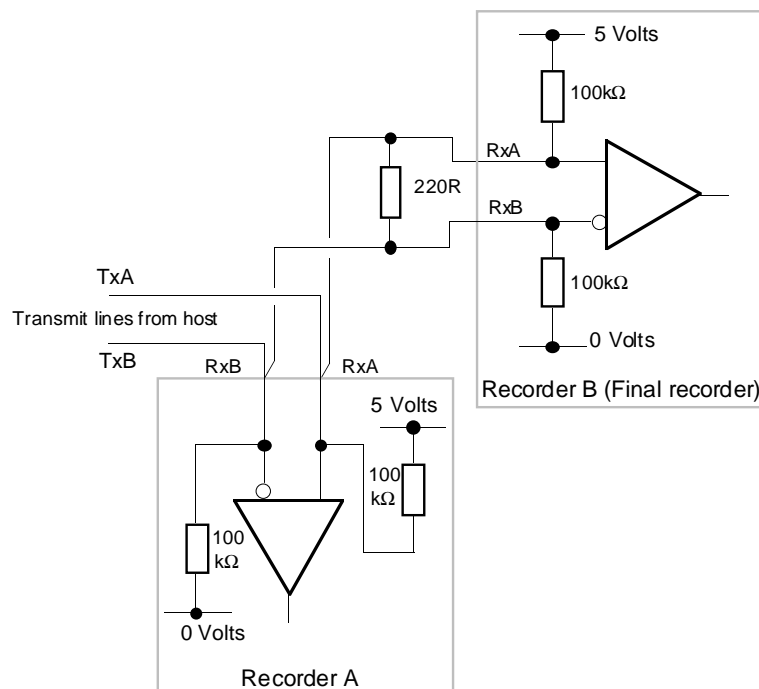 5 Volts
100kΩ
RxA
220R
RxB
TxA
100kΩ
Transmit lines from host
0 Volts
TxB
RxB
RxA
Recorder B (Final recorder)
5 Volts
100
kΩ
100
kΩ
0 Volts
Recorder A